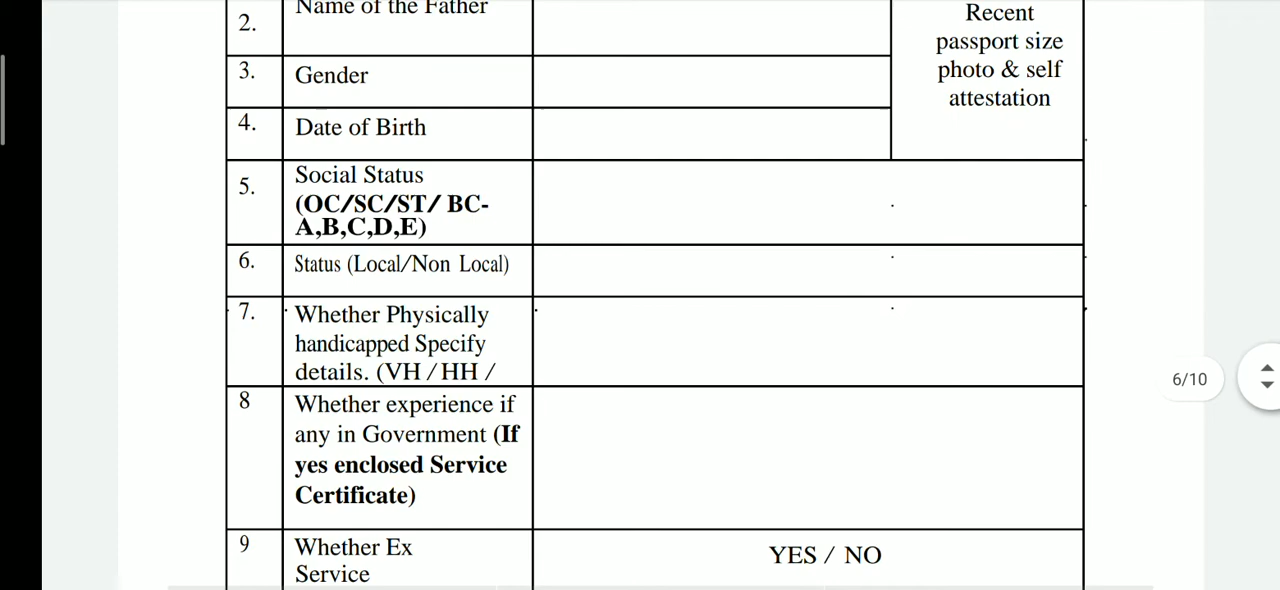 Name of the Father
2.
Recent
passport size
photo & self
attestation
3.
Gender
4.
Date of Birth
5.
Social Status
(OC/SC/ST/ BC-
A,B,C,D,E)
6.
Status (Local/Non Local)
7.
Whether Physically
handicapped Specify
details. (VH / HH /
8
Whether experience if
any in Government (If
yes enclosed Service
Certificate)
9
Whether Ex
Service
YES / NO
6/10